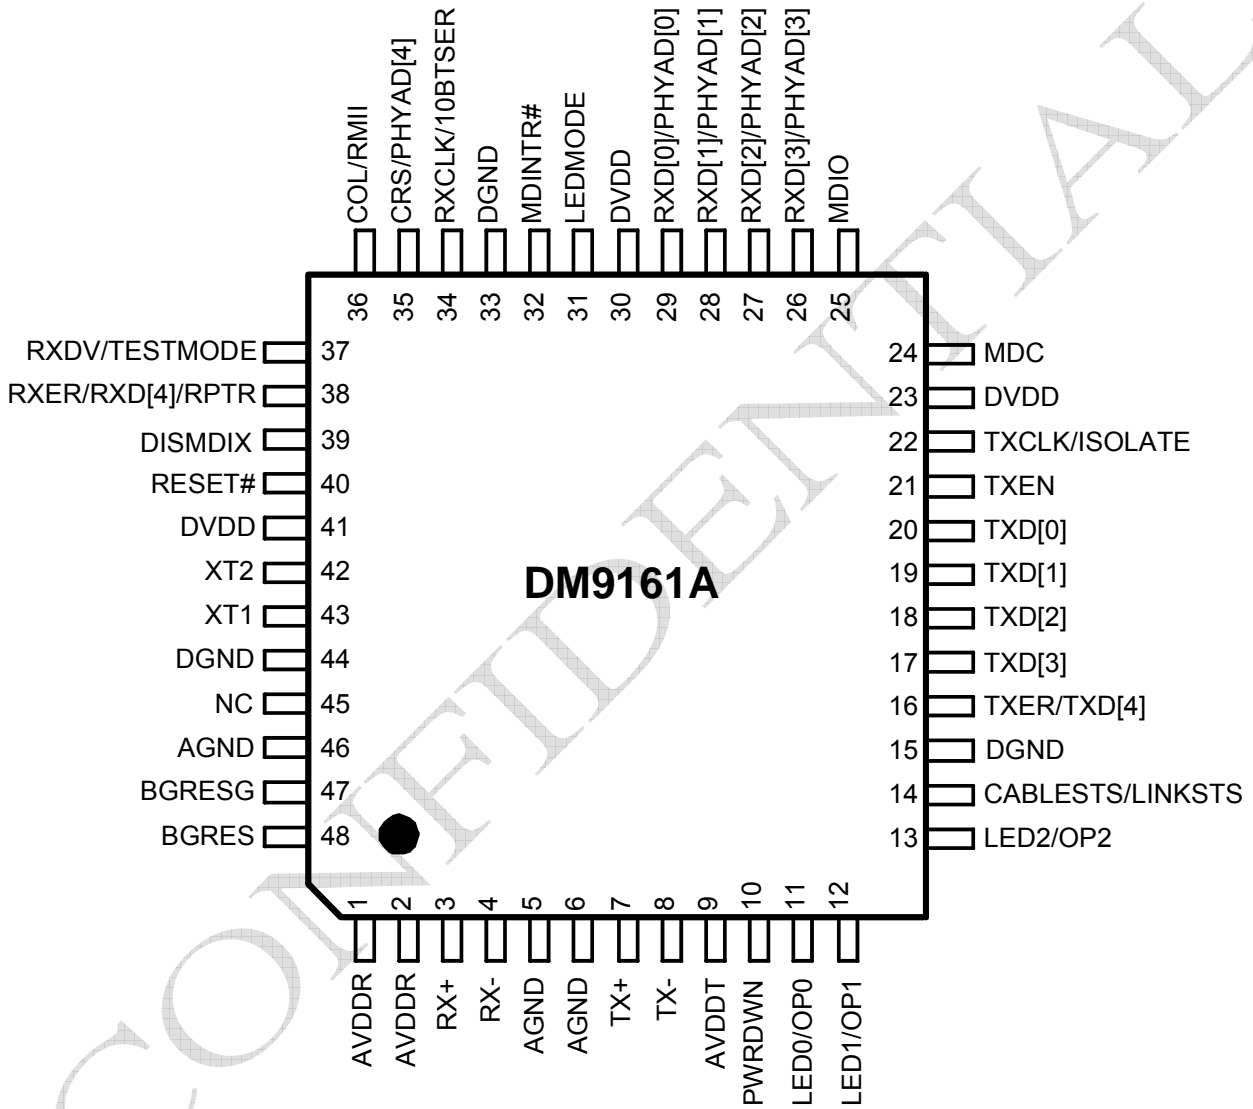 COL/RMII
CRS/PHYAD[4]
RXCLK/10BTSER
DGND
MDINTR#
LEDMODE
DVDD
RXD[0]/PHYAD[0]
RXD[1]/PHYAD[1]
RXD[2]/PHYAD[2]
RXD[3]/PHYAD[3]
MDIO
36
35
34
33
32
31
30
29
28
27
26
25
RXDV/TESTMODE 37
RXER/RXD[4]/RPTR 38
DISMDIX 39
RESET# 40
DVDD 41
XT2 42
XT1 43
DGND 44
NC 45
AGND 46
BGRESG 47
BGRES 48
DM9161A
24 MDC
23 DVDD
22 TXCLK/ISOLATE
21 TXEN
20 TXD[0]
19 TXD[1]
18 TXD[2]
17 TXD[3]
16 TXER/TXD[4]
15 DGND
14 CABLESTS/LINKSTS
13 LED2/OP2
1
2
3
4
5
6
7
8
9
10
11
12
AVDDR
AVDDR
RX+
RX-
AGND
AGND
TX+
TX-
AVDDT
PWRDWN
LED0/OP0
LED1/OP1
CONFIDENTIAL